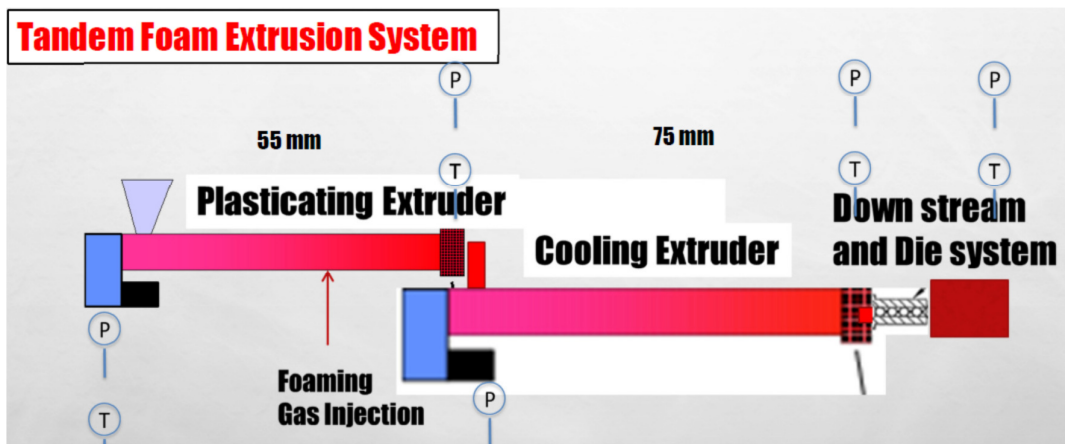 Tandem Foam Extrusion System
P
P
P
55 mm
75 mm
T
T
T
Plasticating Extruder
Down stream
and Die system
Cooling Extruder
P
Foaming
Gas Injection
P
T